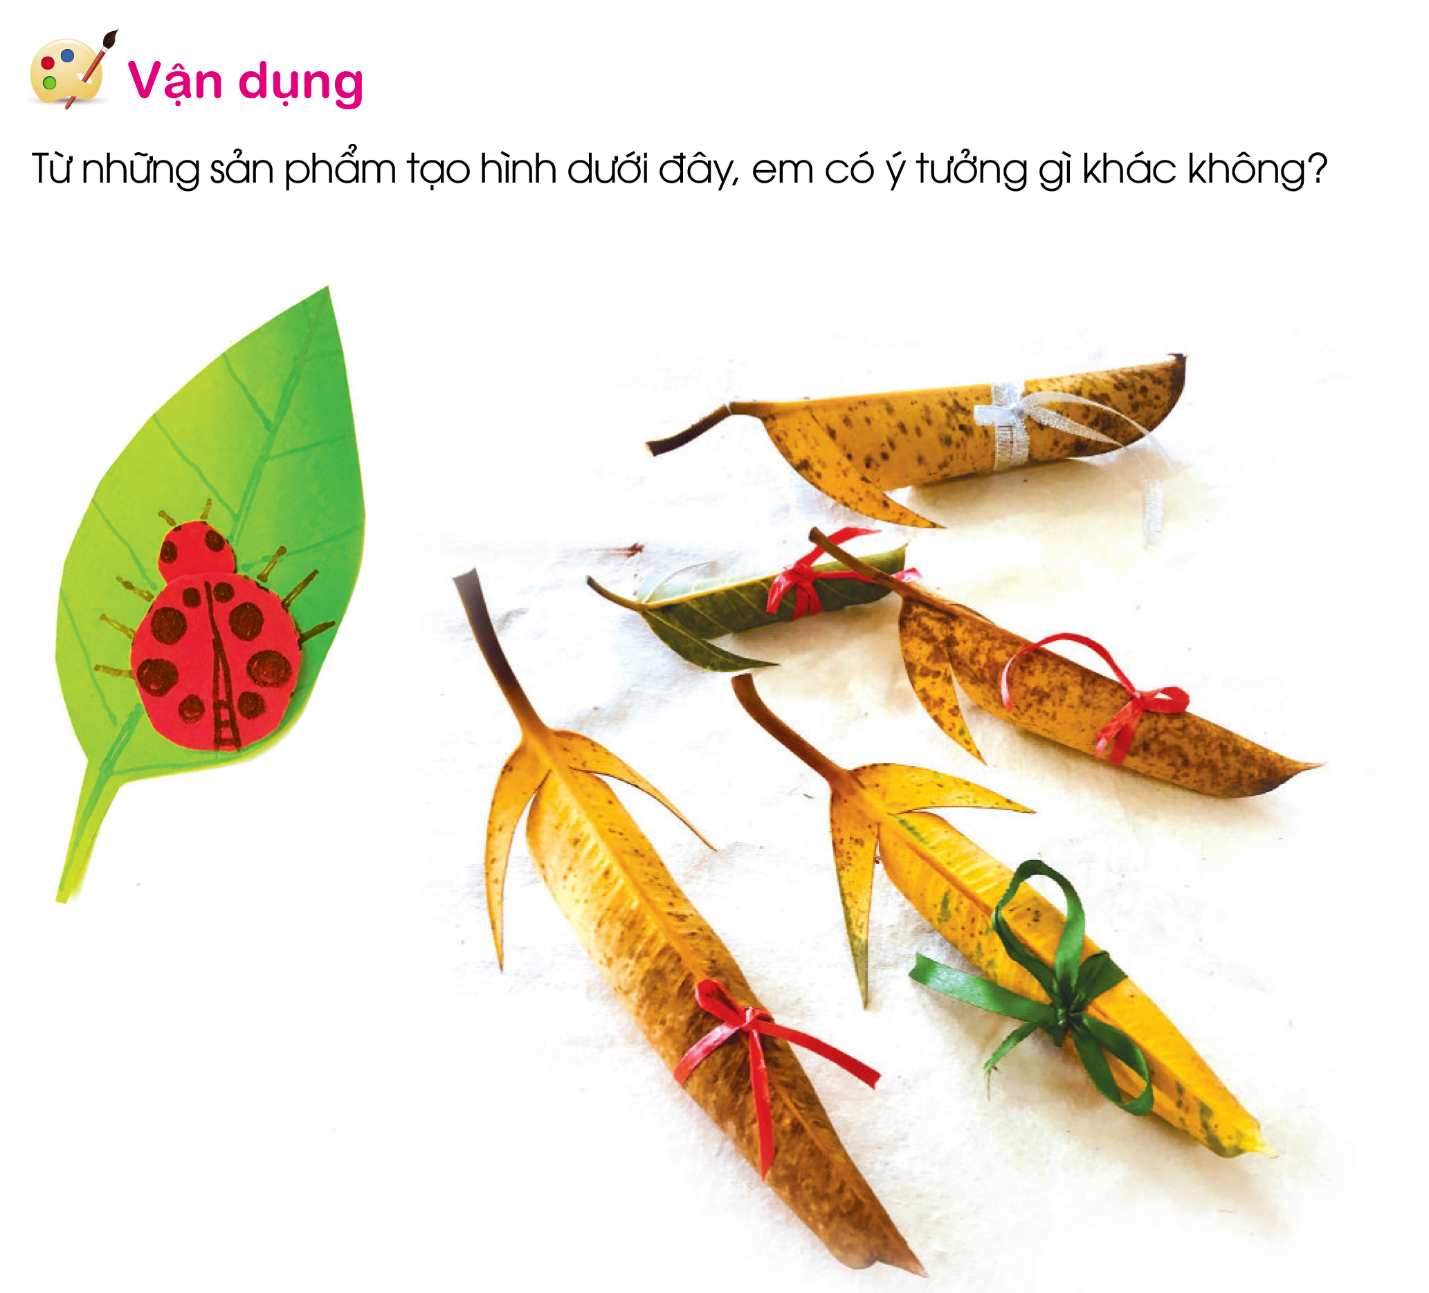 Vận dụng
Từ những sản phẩm tạo hình dưới đây, em có ý tưởng gì khác không?